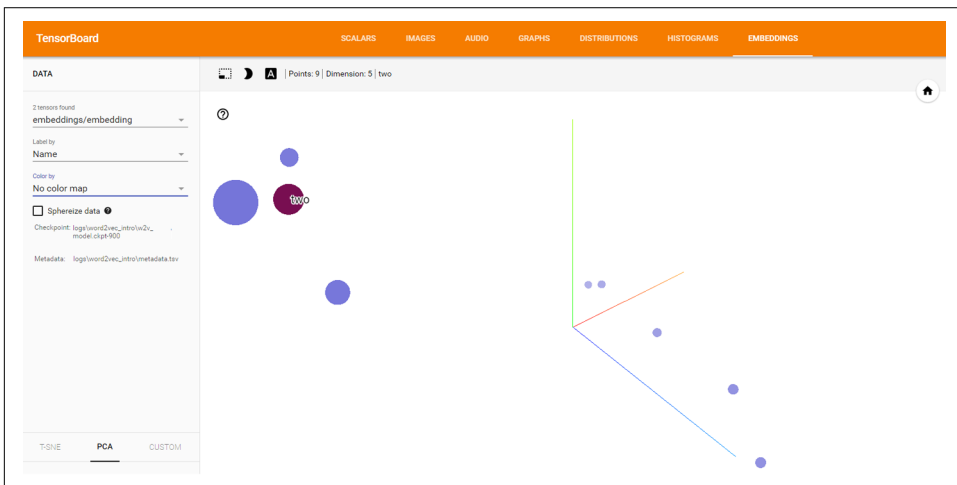 TensorBoard SCALARS IMAGES AUDIO GRAPHS DISTRIBUTIONS HISTOGRAMS EMBEDDINGS
DATA
A | Points: 9 | Dimension: 5 | two
2 tensors found
embeddings/embedding
Label by
Name
Color by
No color map
Sphereize data
Checkpoint: logs\word2vec_intro\w2v_
model.ckpt-900
Metadata: logs\word2vec_intro\metadata.tsv
two
T-SNE PCA CUSTOM